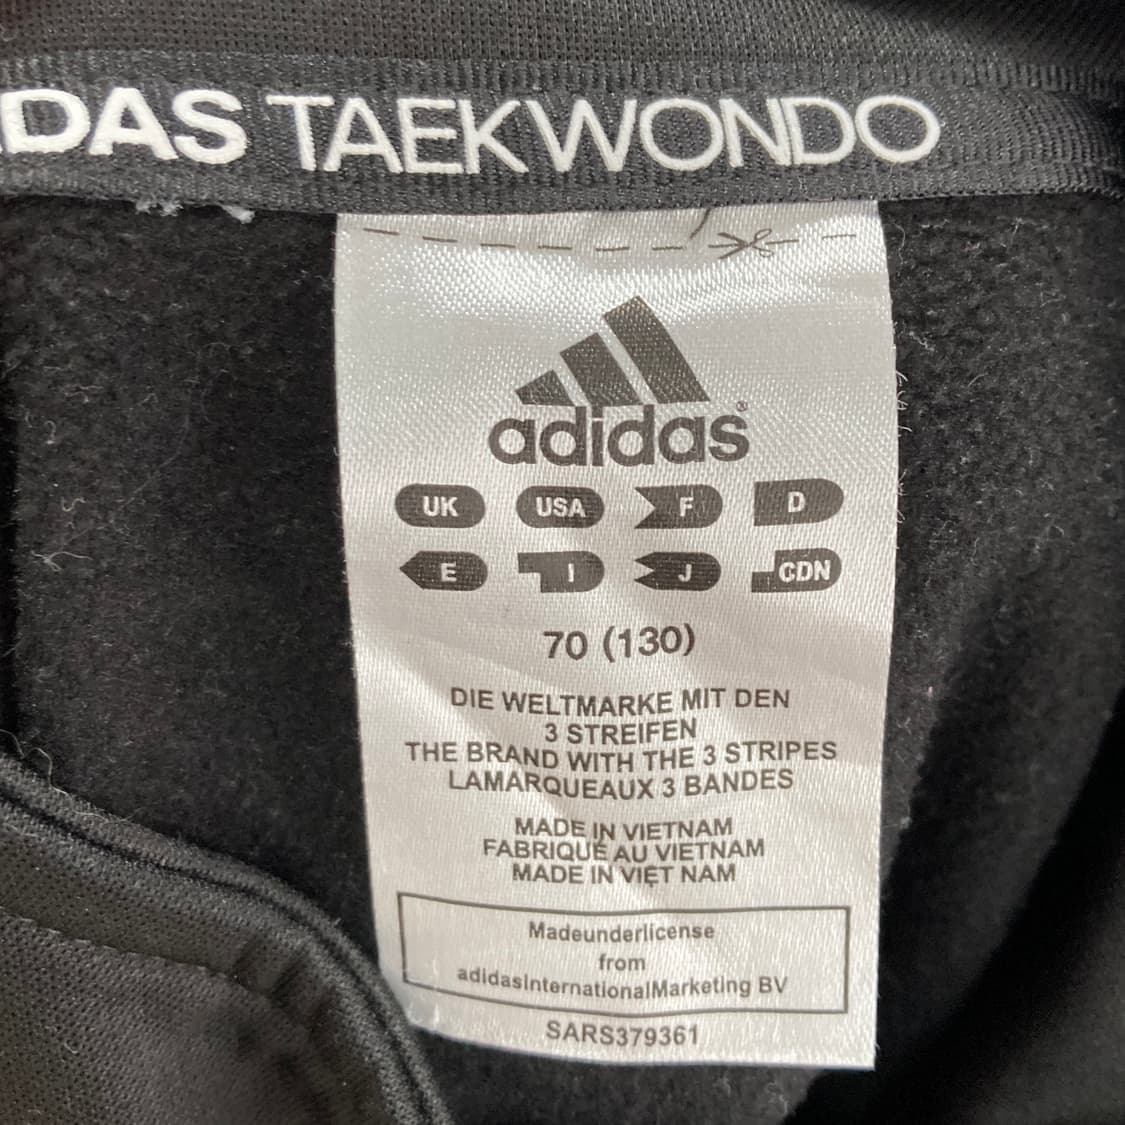 DAS TAEKWONDO
adidas®
UK USA F D
E I J CDN
70 (130)
DIE WELTMARKE MIT DEN
3 STREIFEN
THE BRAND WITH THE 3 STRIPES
LAMARQUEAUX 3 BANDES
MADE IN VIETNAM
FABRIQUÉ AU VIETNAM
MADE IN VIỆT NAM
Madeunderlicense
from
adidasInternationalMarketing BV
SARS379361